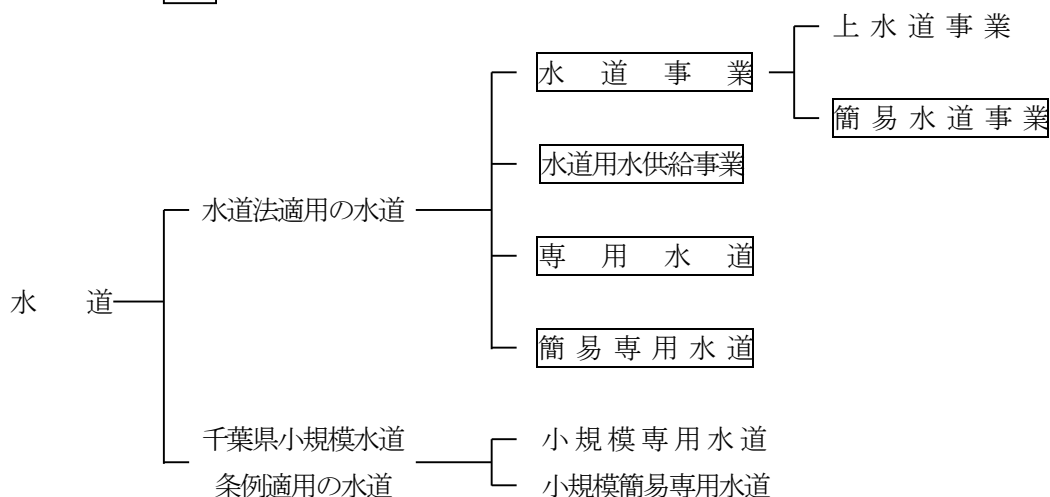 上水道事業
水道事業
簡易水道事業
水道用水供給事業
水道法適用の水道
専用水道
水道
簡易専用水道
千葉県小規模水道
条例適用の水道
小規模専用水道
小規模簡易専用水道